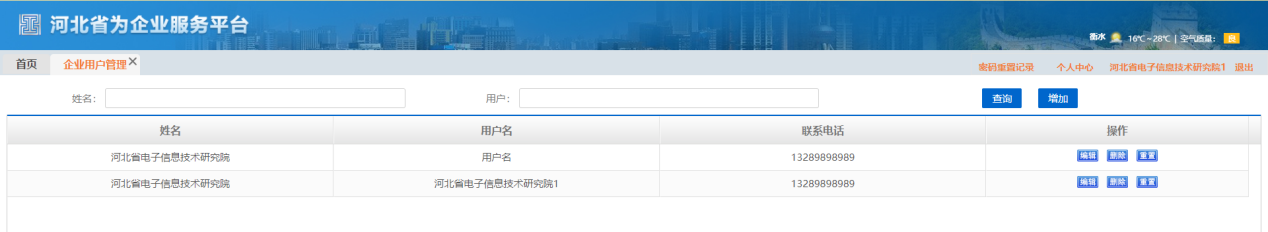 河北省为企业服务平台
衡水 16℃~28℃ | 空气质量： 良
首页 企业用户管理 密码重置记录 个人中心 河北省电子信息技术研究院1 退出
姓名： 用户： 查询 增加
姓名 用户名 联系电话 操作
河北省电子信息技术研究院 用户名 13289898989 编辑 删除 重置
河北省电子信息技术研究院 河北省电子信息技术研究院1 13289898989 编辑 删除 重置